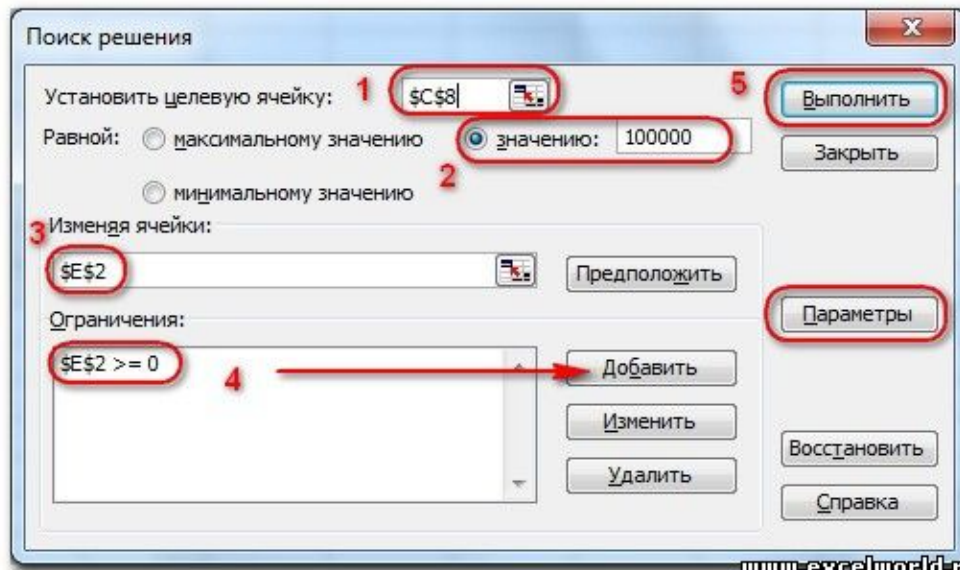 Поиск решения
Установить целевую ячейку: 1 $C$8 5 Выполнить
Равной: максимальному значению значению: 100000 Закрыть
2
минимальному значению
3 Изменяя ячейки:
$E$2 Предположить
Ограничения: Параметры
$E$2 >= 0 4 Добавить
Изменить
Удалить Восстановить
Справка